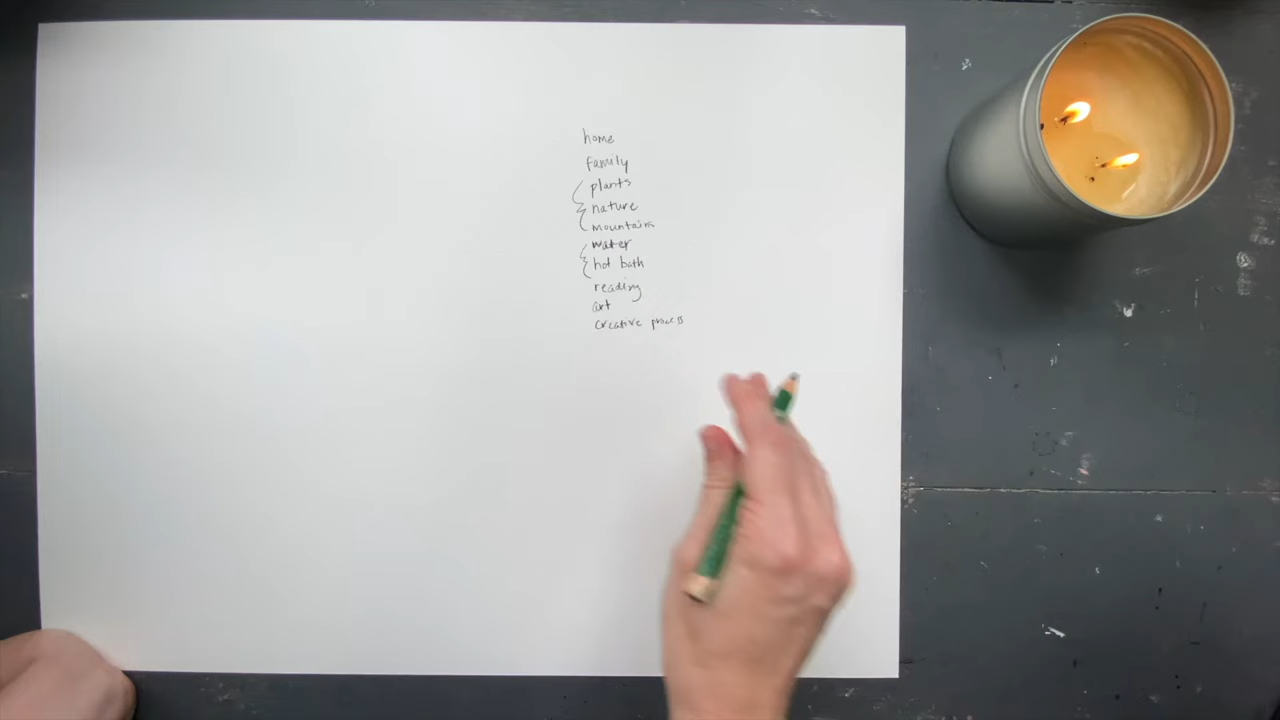 home
family
plants
nature
mountains
water
hot bath
reading
art
creative process